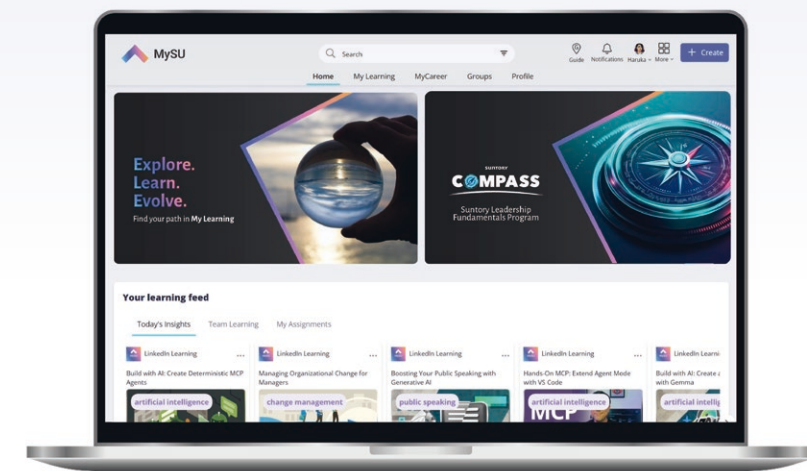 MySU
Search
Guide
Notifications
Haruka
More
+ Create
Home
My Learning
MyCareer
Groups
Profile
Explore.
Learn.
Evolve.
Find your path in My Learning
SUNTORY
COMPASS
Suntory Leadership
Fundamentals Program
Your learning feed
Today's Insights
Team Learning
My Assignments
LinkedIn Learning
Build with AI: Create Deterministic MCP
Agents
artificial intelligence
LinkedIn Learning
Managing Organizational Change for
Managers
change management
LinkedIn Learning
Boosting Your Public Speaking with
Generative AI
public speaking
LinkedIn Learning
Hands-On MCP: Extend Agent Mode
with VS Code
artificial intelligence
MCP
LinkedIn Learni
Build with AI: Create
with Gemma
artificial intellig